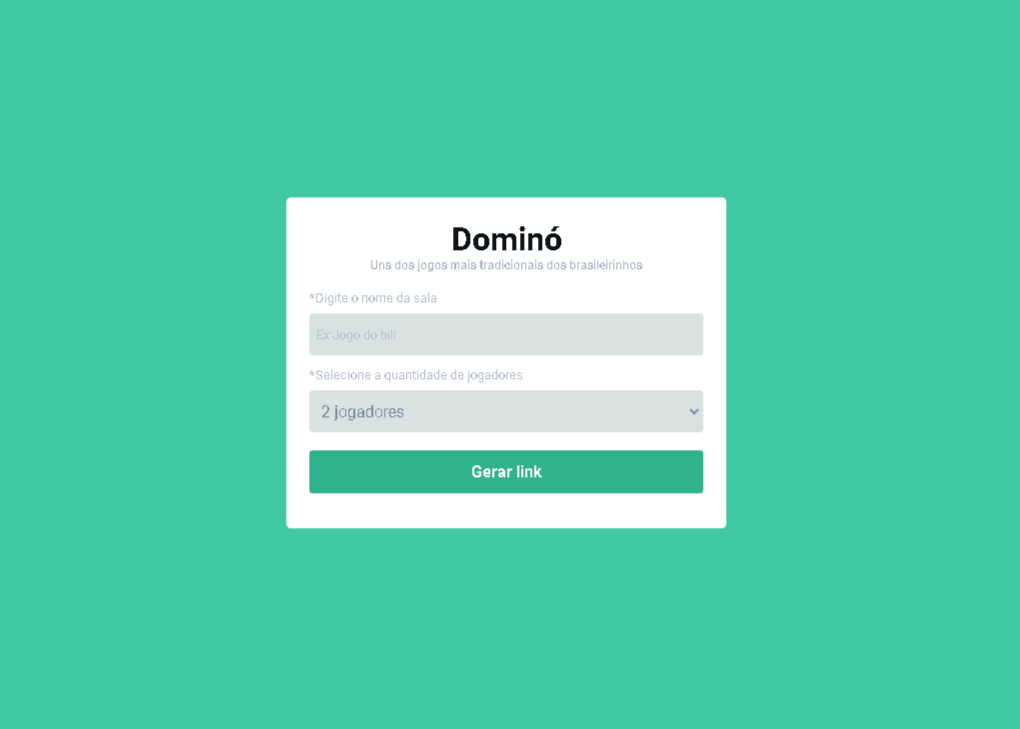 Dominó
Uns dos jogos mais tradicionais dos brasileirinhos
*Digite o nome da sala
Ex:Jogo do bill
*Selecione a quantidade de jogadores
2 jogadores
Gerar link